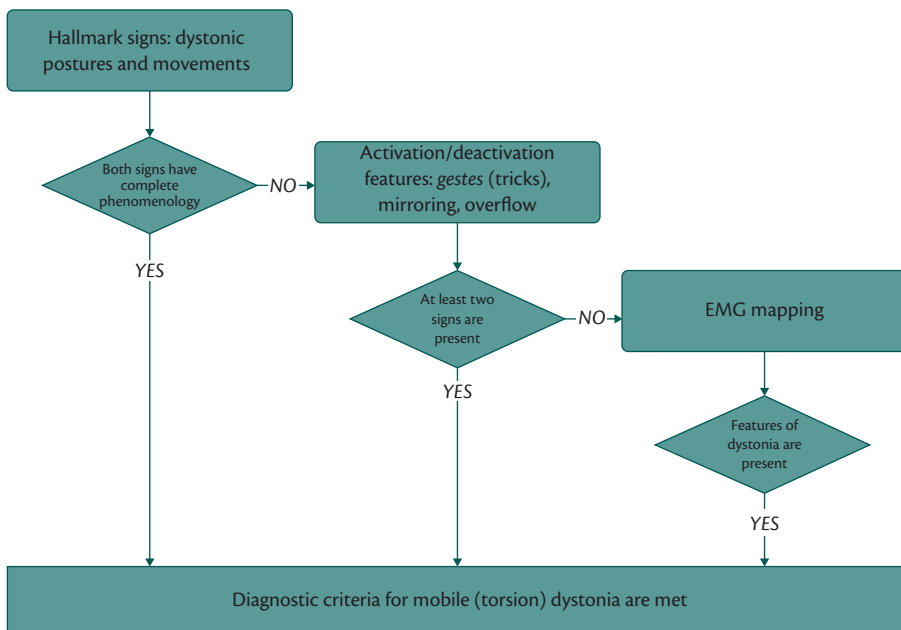 Hallmark signs: dystonic
postures and movements
Both signs have
complete
phenomenology
NO
Activation/deactivation
features: gestes (tricks),
mirroring, overflow
YES
At least two
signs are
present
NO
EMG mapping
YES
Features of
dystonia are
present
YES
Diagnostic criteria for mobile (torsion) dystonia are met